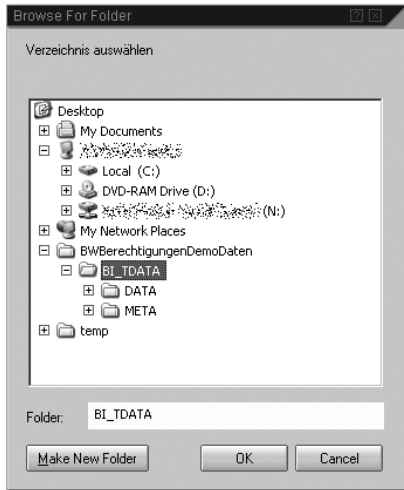 Browse For Folder
Verzeichnis auswählen
Desktop
My Documents
Local (C:)
DVD-RAM Drive (D:)
(N:)
My Network Places
BWBerechtigungenDemoDaten
BI_TDATA
DATA
META
temp
Folder: BI_TDATA
Make New Folder OK Cancel